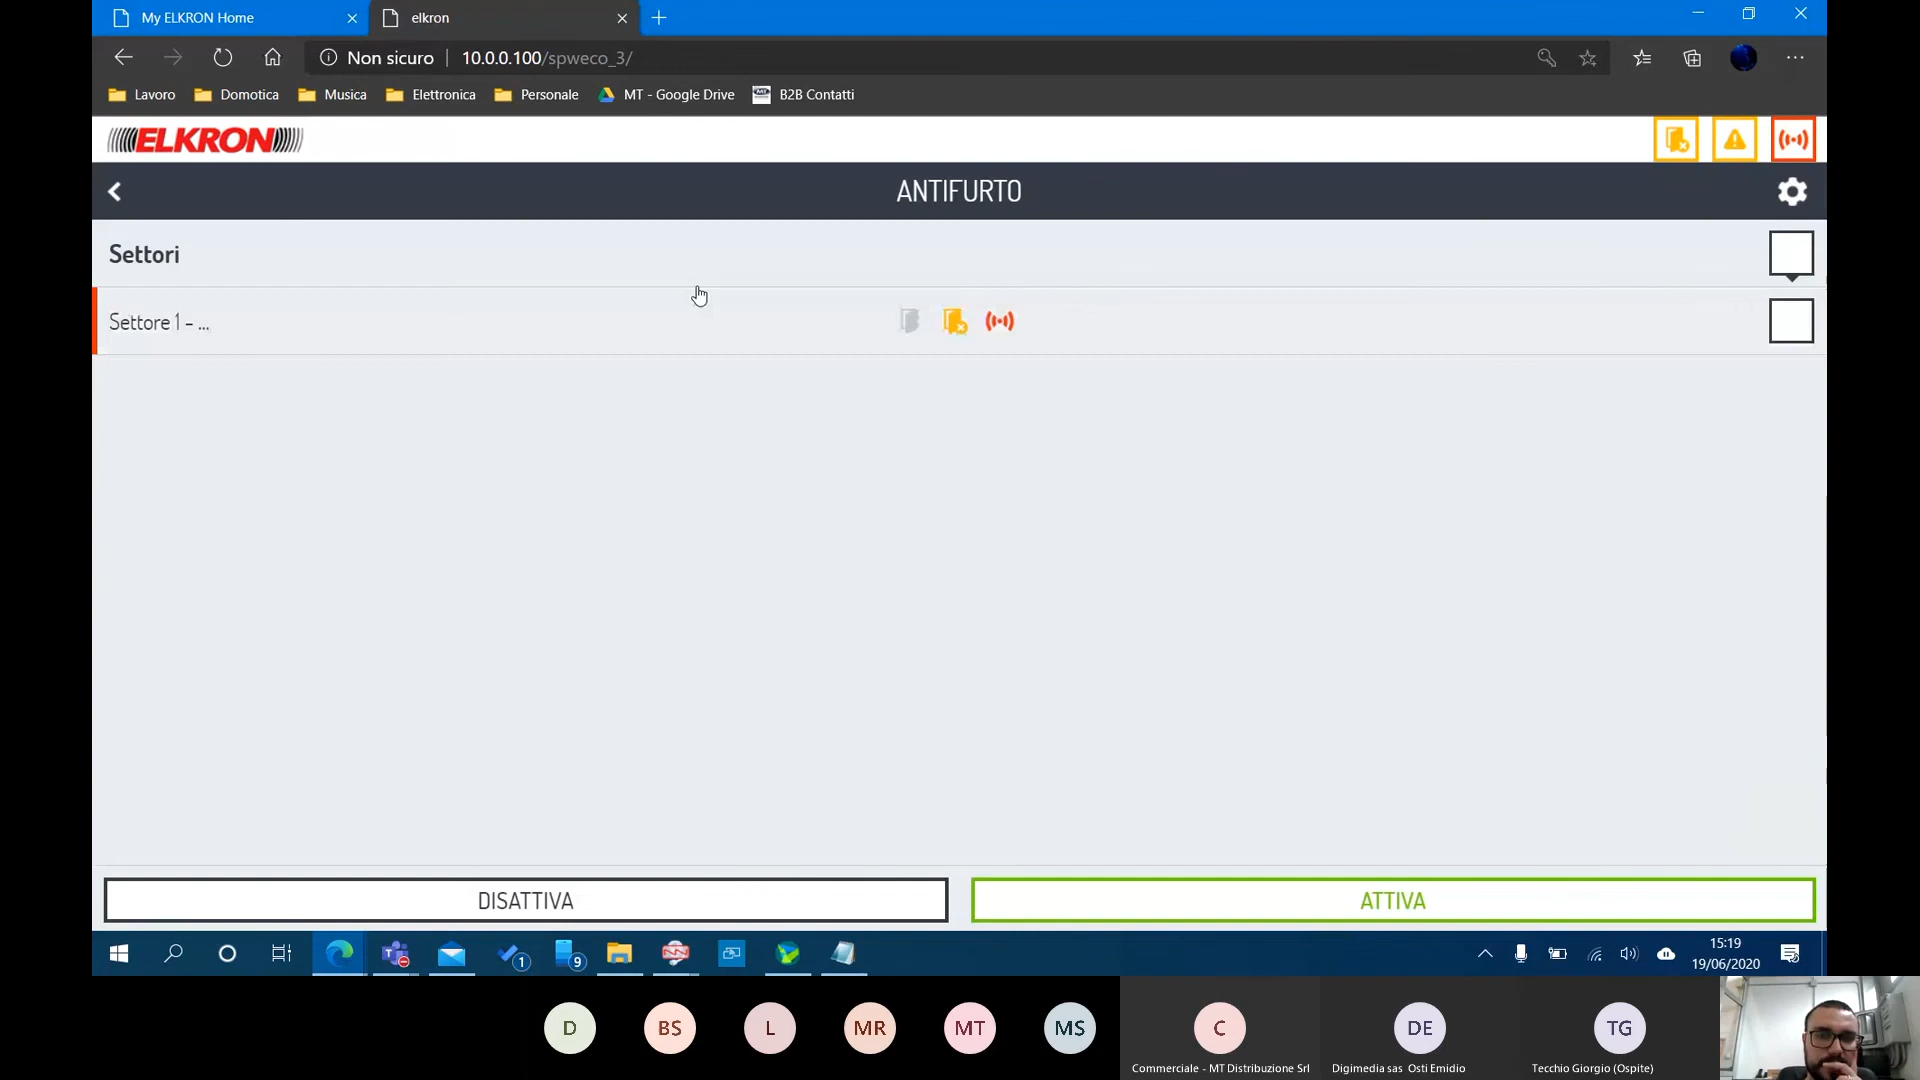 My ELKRON Home
elkron
Non sicuro
10.0.0.100/spweco_3/
Lavoro
Domotica
Musica
Elettronica
Personale
MT - Google Drive
B2B Contatti
ELKRON
ANTIFURTO
Settori
Settore 1 - ...
DISATTIVA
ATTIVA
1
9
15:19
19/06/2020
D
BS
L
MR
MT
MS
C
DE
TG
Commerciale - MT Distribuzione Srl
Digimedia sas Osti Emidio
Tecchio Giorgio (Ospite)